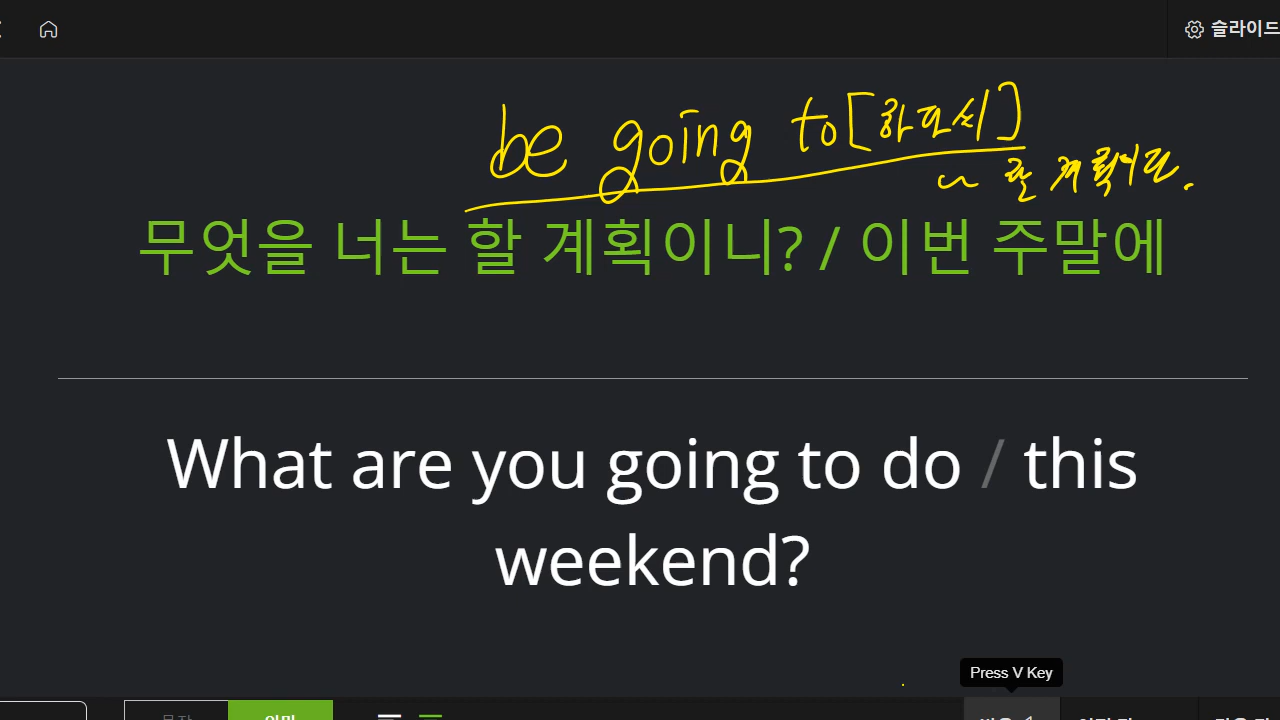 슬라이드
be going to [하고싶]
~ 할 계획이다.
무엇을 너는 할 계획이니? / 이번 주말에
What are you going to do / this
weekend?
Press V Key